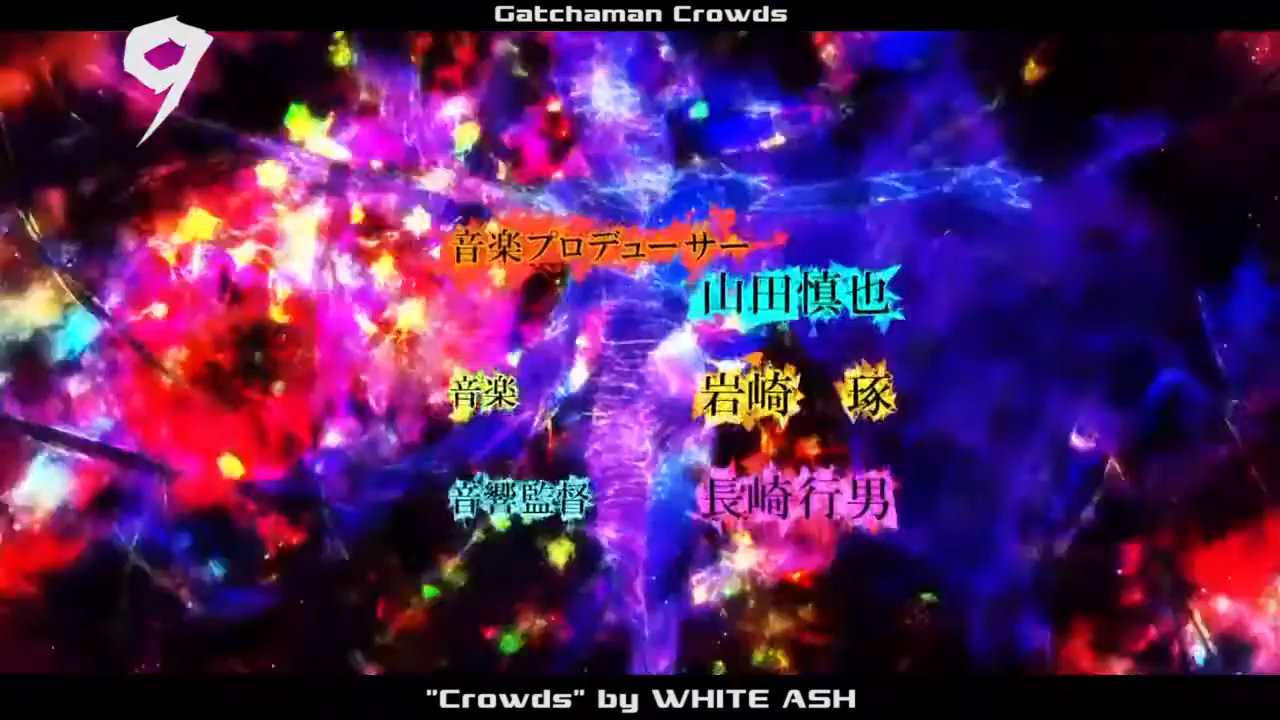 Gatchaman Crowds
9
音楽プロデューサー
山田慎也
音楽 岩崎 琢
音響監督 長崎行男
"Crowds" by WHITE ASH